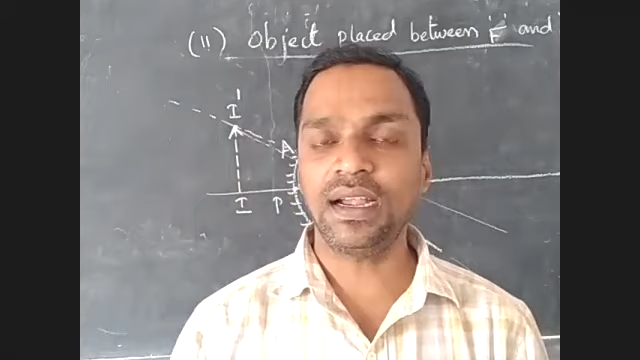 (ii) Object placed between 'F' and
I'
A
I P